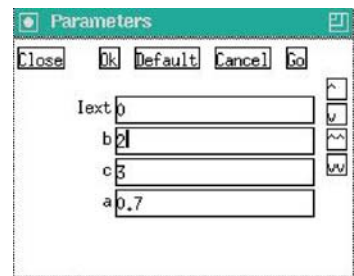 Parameters
Close Ok Default Cancel Go
Iext 0
b 2
c 3
a 0.7